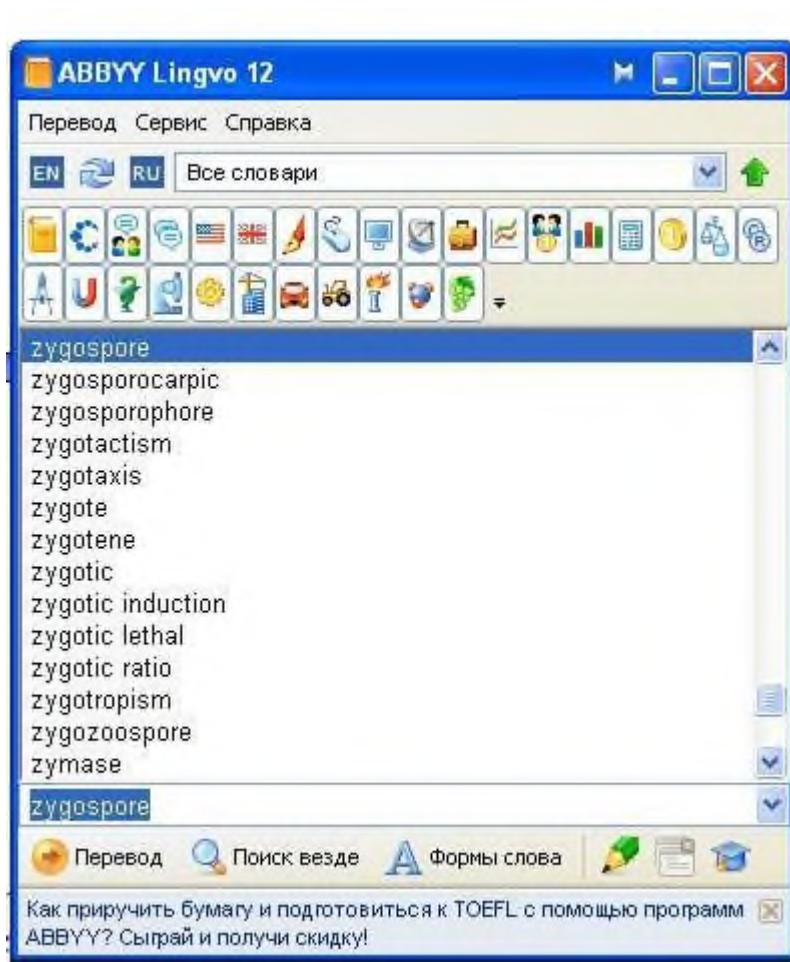 ABBYY Lingvo 12
Перевод Сервис Справка
EN RU Все словари
zygospore
zygosporocarpic
zygosporophore
zygotactism
zygotaxis
zygote
zygotene
zygotic
zygotic induction
zygotic lethal
zygotic ratio
zygotropism
zygozoospore
zymase
zygospore
Перевод Поиск везде Формы слова
Как приручить бумагу и подготовиться к TOEFL с помощью программ
ABBYY? Сыграй и получи скидку!